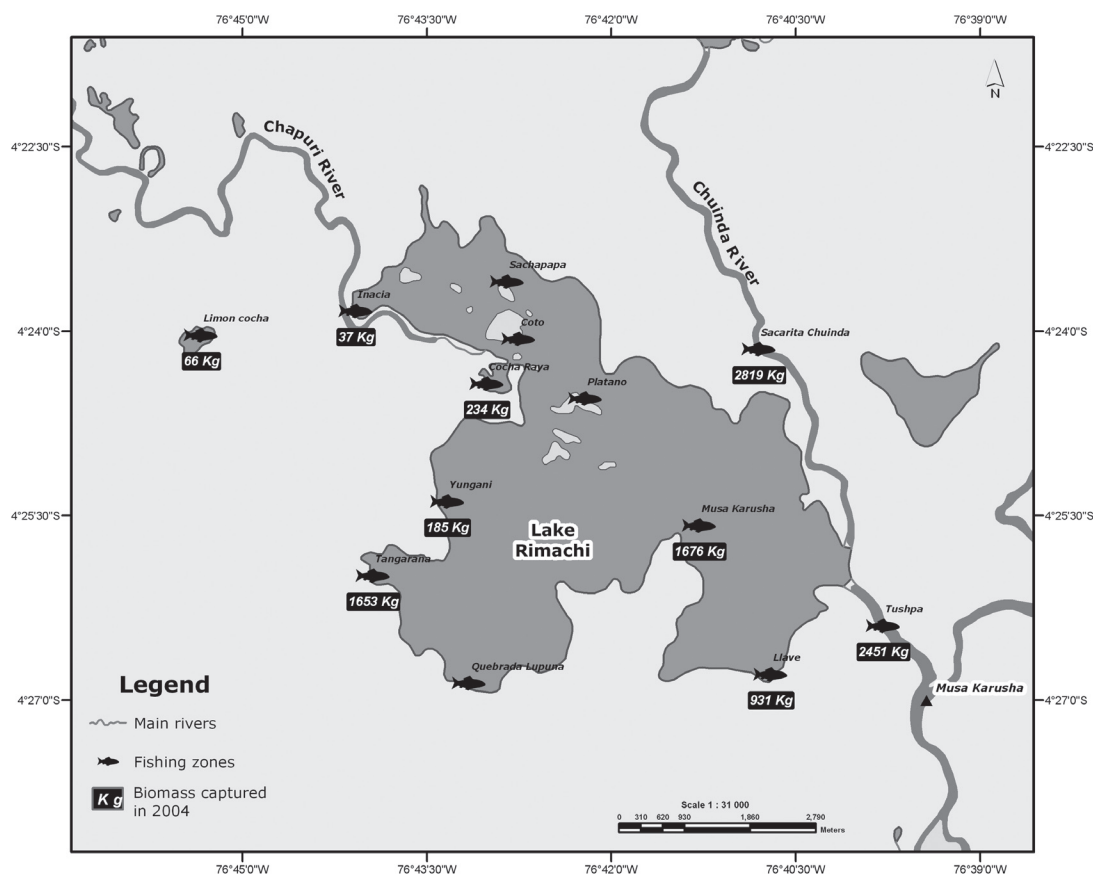 76°45'0"W 76°43'30"W 76°42'0"W 76°40'30"W 76°39'0"W
N
4°22'30"S 4°22'30"S
Chapuri River
Chuinda River
Sachapapa
Inacia
37 Kg
Limon cocha
66 Kg
Coto
Sacarita Chuinda
2819 Kg
4°24'0"S 4°24'0"S
Cocha Raya
234 Kg
Platano
Yungani
185 Kg
Musa Karusha
1676 Kg
4°25'30"S 4°25'30"S
Lake
Rimachi
Tangarana
1653 Kg
Tushpa
2451 Kg
Quebrada Lupuna
Llave
931 Kg
Musa Karusha
4°27'0"S 4°27'0"S
Legend
Main rivers
Fishing zones
Kg Biomass captured
in 2004
Scale 1 : 31 000
0 310 620 930 1,860 2,790
Meters
76°45'0"W 76°43'30"W 76°42'0"W 76°40'30"W 76°39'0"W